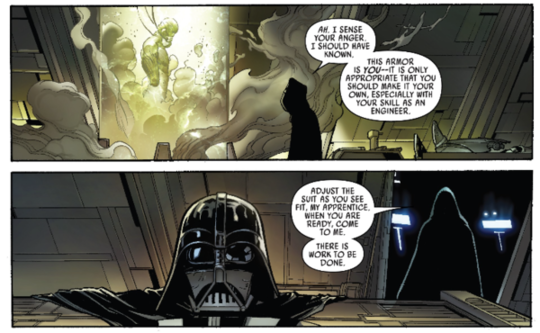 AH. I SENSE
YOUR ANGER.
I SHOULD HAVE
KNOWN.
THIS ARMOR
IS YOU--IT IS ONLY
APPROPRIATE THAT YOU
SHOULD MAKE IT YOUR
OWN, ESPECIALLY WITH
YOUR SKILL AS AN
ENGINEER.
ADJUST THE
SUIT AS YOU SEE
FIT, MY APPRENTICE.
WHEN YOU ARE
READY, COME
TO ME.
THERE IS
WORK TO BE
DONE.